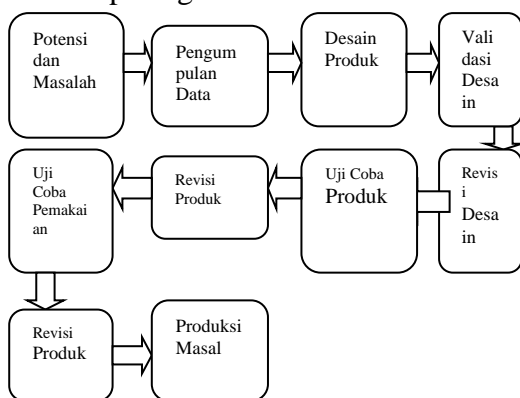 Potensi
dan
Masalah
Pengum
pulan
Data
Desain
Produk
Vali
dasi
Desa
in
Uji
Coba
Pemakai
an
Revisi
Produk
Uji Coba
Produk
Revis
i
Desa
in
Revisi
Produk
Produksi
Masal